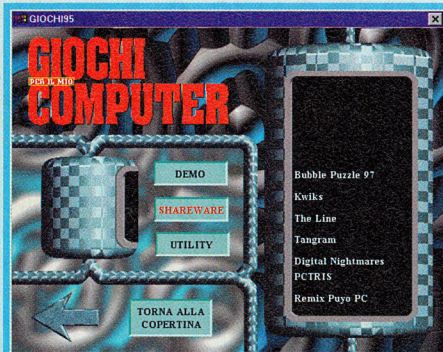 GIOCHI95
GIOCHI
PER IL MIO
COMPUTER
DEMO
SHAREWARE
UTILITY
TORNA ALLA
COPERTINA
Bubble Puzzle 97
Kwiks
The Line
Tangram
Digital Nightmares
PCTRIS
Remix Puyo PC